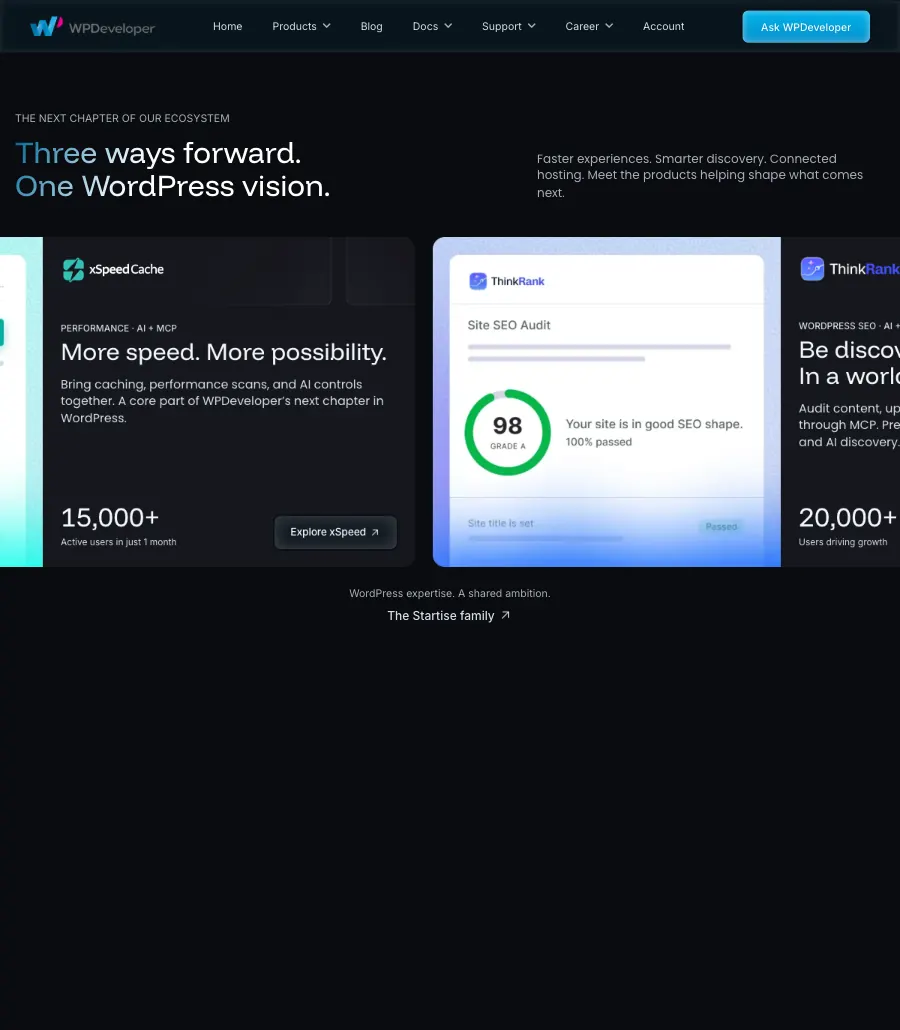 WPDeveloper
Home
Products
Blog
Docs
Support
Career
Account
Ask WPDeveloper
THE NEXT CHAPTER OF OUR ECOSYSTEM
Three ways forward.
One WordPress vision.
Faster experiences. Smarter discovery. Connected
hosting. Meet the products helping shape what comes
next.
xSpeed Cache
PERFORMANCE · AI + MCP
More speed. More possibility.
Bring caching, performance scans, and AI controls
together. A core part of WPDeveloper's next chapter in
WordPress.
15,000+
Active users in just 1 month
Explore xSpeed
ThinkRank
Site SEO Audit
98
GRADE A
Your site is in good SEO shape.
100% passed
Site title is set
Passed
ThinkRank
WORDPRESS SEO · AI +
Be
In a
Audit content,
through MCP.
and AI discovery.
20,000+
Users driving growth
WordPress expertise. A shared ambition.
The Startise family